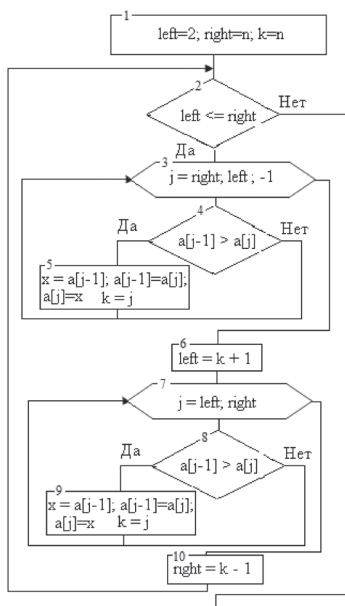 1
left=2; right=n; k=n
2
left <= right
Нет
Да
3
j = right, left ; -1
4
Да
Нет
a[j-1] > a[j]
5
x = a[j-1]; a[j-1]=a[j];
a[j]=x k = j
6
left = k + 1
7
j = left, right
8
Да
Нет
a[j-1] > a[j]
9
x = a[j-1]; a[j-1]=a[j];
a[j]=x k = j
10
right = k - 1